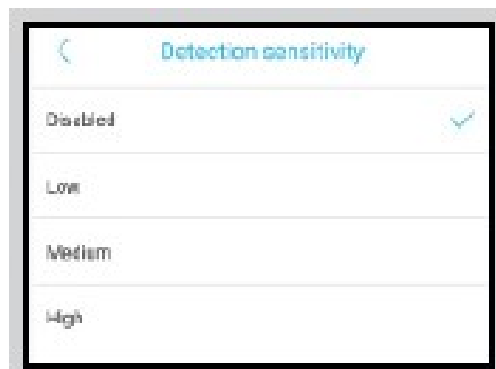 Detection sensitivity
Disabled
Low
Medium
High